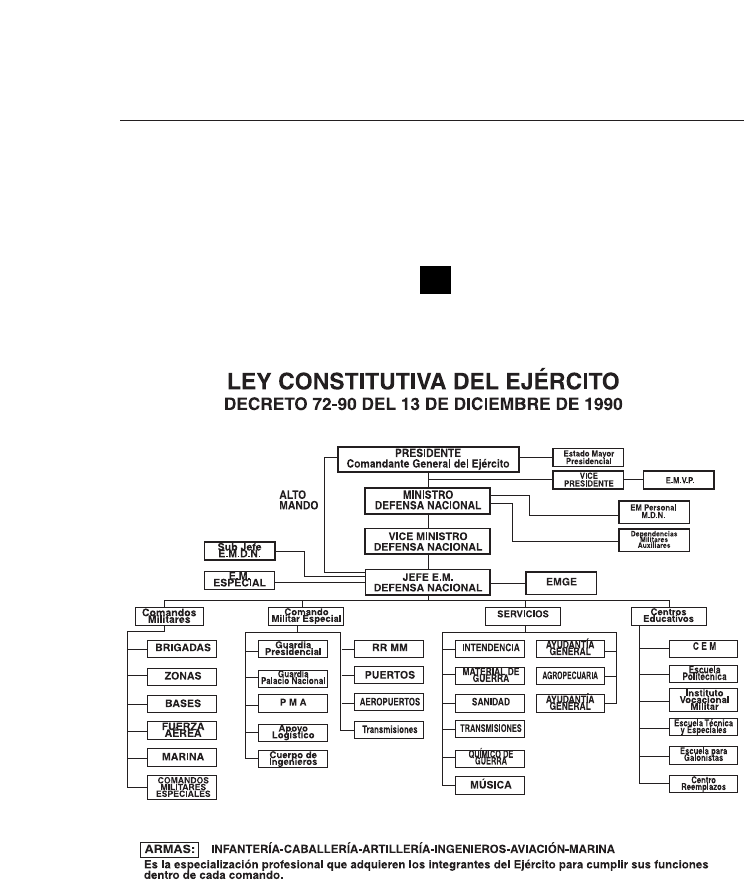 LEY CONSTITUTIVA DEL EJÉRCITO
DECRETO 72-90 DEL 13 DE DICIEMBRE DE 1990
PRESIDENTE
Comandante General del Ejército
Estado Mayor
Presidencial
VICE
PRESIDENTE
E.M.V.P.
ALTO
MANDO
MINISTRO
DEFENSA NACIONAL
EM Personal
M.D.N.
VICE MINISTRO
DEFENSA NACIONAL
Dependencias
Militares
Auxiliares
Sub Jefe
E.M.D.N.
E.M.
ESPECIAL
JEFE E.M.
DEFENSA NACIONAL
EMGE
Comandos
Militares
Comando
Militar Especial
SERVICIOS
Centros
Educativos
BRIGADAS
ZONAS
BASES
FUERZA
AÉREA
MARINA
COMANDOS
MILITARES
ESPECIALES
Guardia
Presidencial
Guardia
Palacio Nacional
P M A
Apoyo
Logístico
Cuerpo de
Ingenieros
RR MM
PUERTOS
AEROPUERTOS
Transmisiones
INTENDENCIA
MATERIAL DE
GUERRA
SANIDAD
TRANSMISIONES
QUÍMICO DE
GUERRA
MÚSICA
AYUDANTÍA
GENERAL
AGROPECUARIA
AYUDANTÍA
GENERAL
C E M
Escuela
Politécnica
Instituto
Vocacional
Militar
Escuela Técnica
y Especiales
Escuela para
Galonistas
Centro
Reemplazos
ARMAS: INFANTERÍA-CABALLERÍA-ARTILLERÍA-INGENIEROS-AVIACIÓN-MARINA
Es la especialización profesional que adquieren los integrantes del Ejército para cumplir sus funciones
dentro de cada comando.